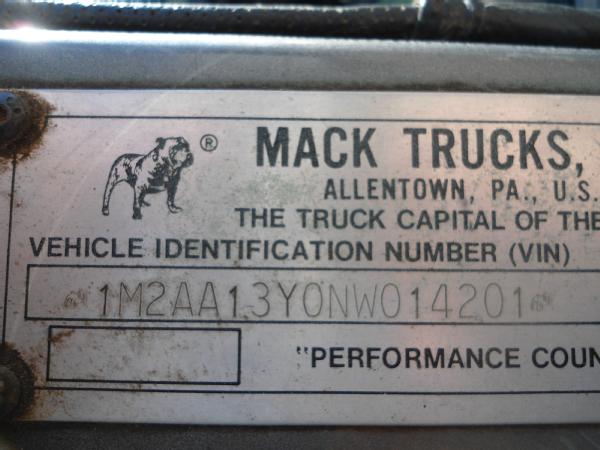 ®
MACK TRUCKS,
ALLENTOWN, PA., U.S.
THE TRUCK CAPITAL OF THE
VEHICLE IDENTIFICATION NUMBER (VIN)
1M2AA13Y0NW014201
"PERFORMANCE COUN